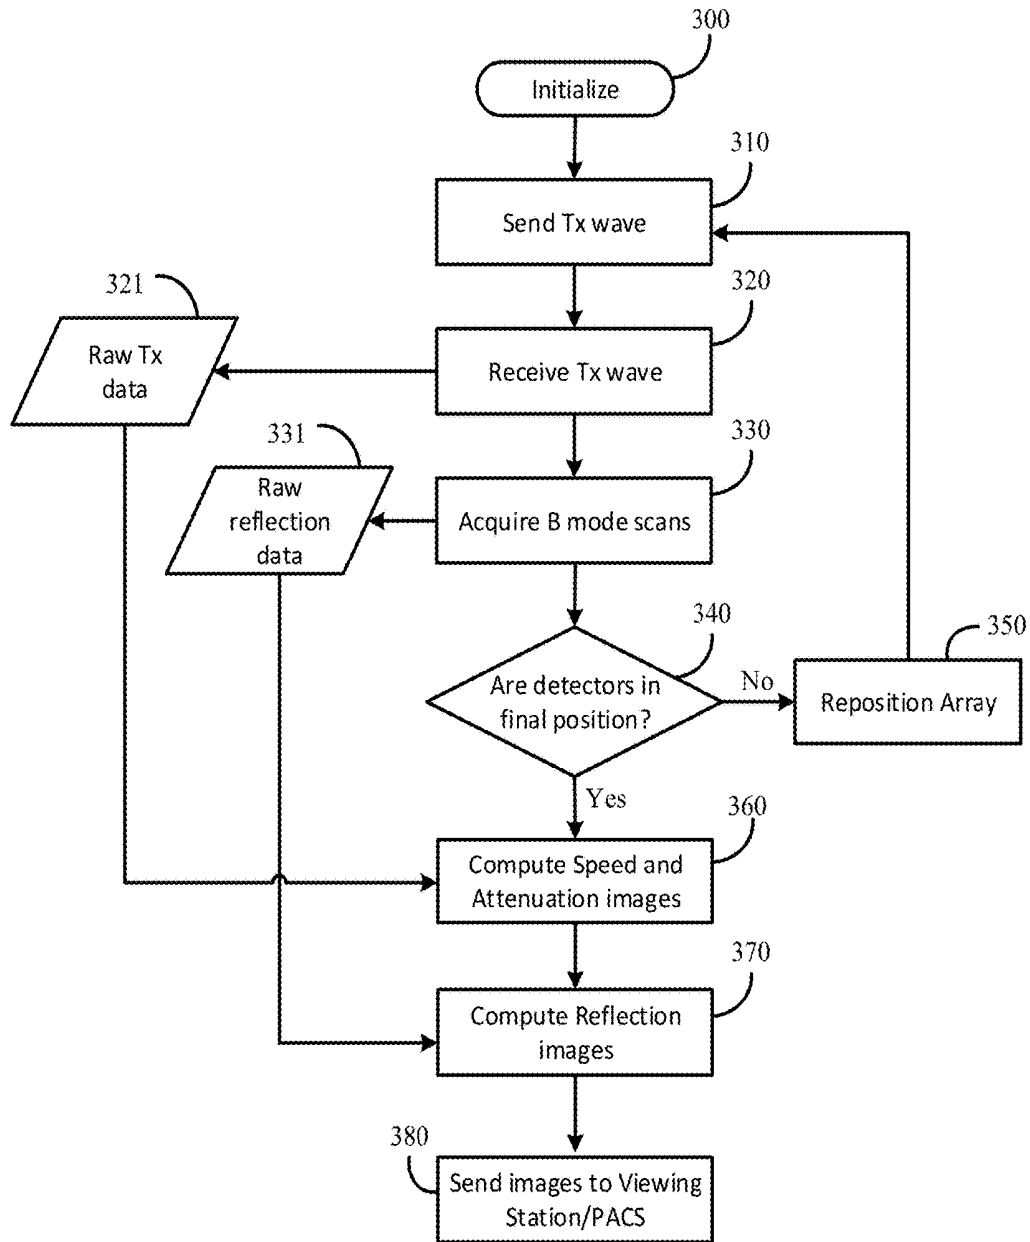 300
Initialize
310
Send Tx wave
321
320
Raw Tx
data
Receive Tx wave
331
330
Raw
reflection
data
Acquire B mode scans
340
350
Are detectors in
final position?
No
Reposition Array
Yes
360
Compute Speed and
Attenuation images
370
Compute Reflection
images
380
Send images to Viewing
Station/PACS